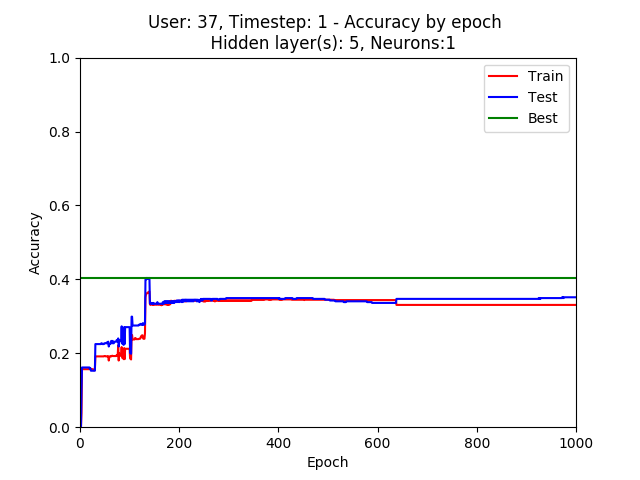 User: 37, Timestep: 1 - Accuracy by epoch
Hidden layer(s): 5, Neurons:1
1.0
0.8
0.6
0.4
0.2
0.0
Accuracy
Train
Test
Best
0 200 400 600 800 1000
Epoch